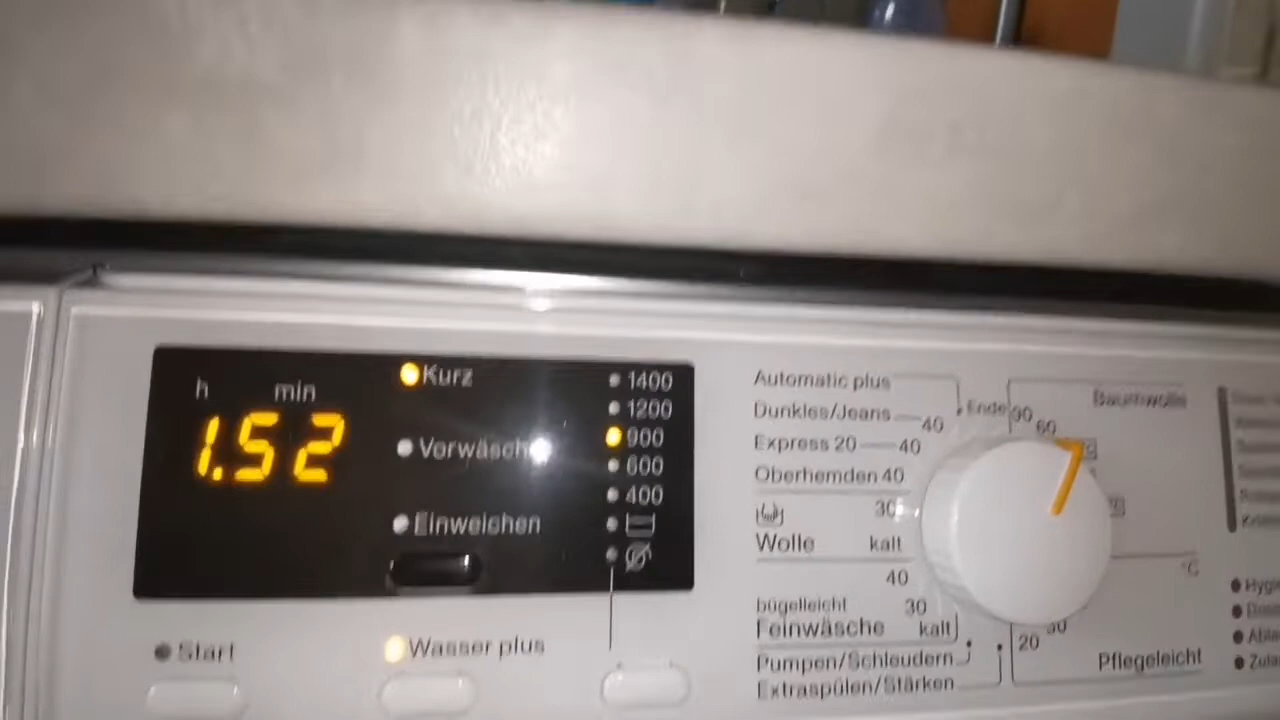 h min
1.52
Kurz
Vorwäsche
Einweichen
1400
1200
900
600
400
Start
Wasser plus
Automatic plus
Dunkles/Jeans 40
Express 20 40
Oberhemden 40
30
Wolle kalt
40
bügelleicht 30
Feinwäsche kalt
Pumpen/Schleudern
Extraspülen/Stärken
Ende
90
60
Baumwolle
°C
20
30
Pflegeleicht